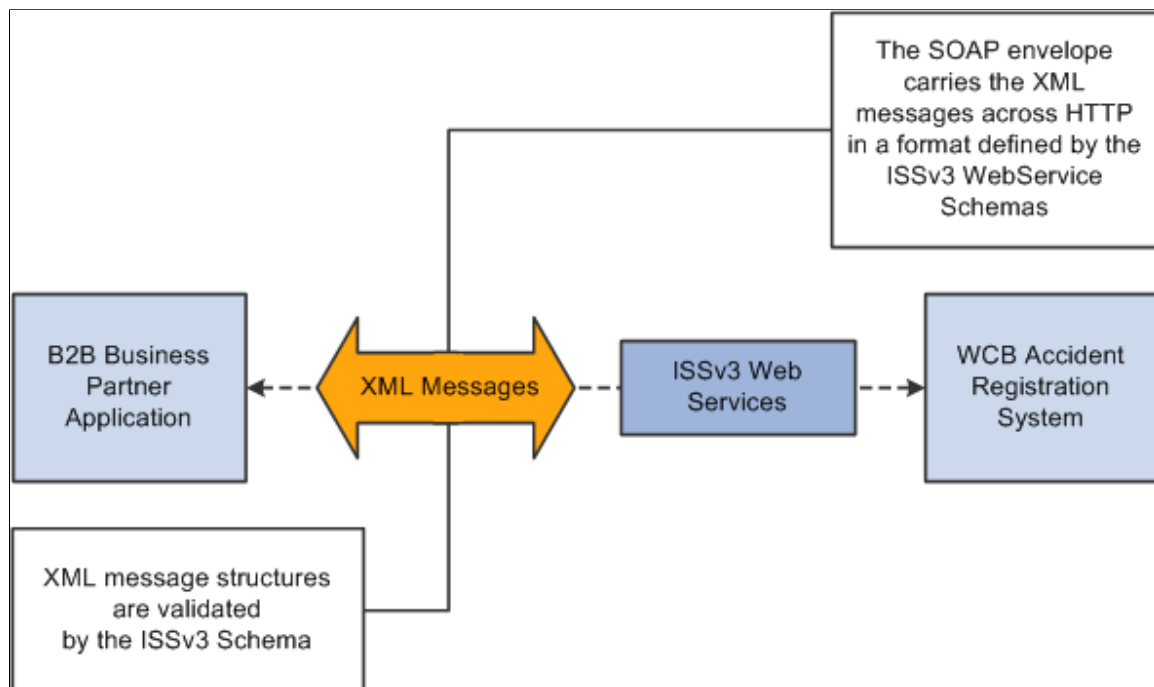 The SOAP envelope
carries the XML
messages across HTTP
in a format defined by the
ISSv3 WebService
Schemas
B2B Business
Partner
Application
XML Messages
ISSv3 Web
Services
WCB Accident
Registration
System
XML message structures
are validated
by the ISSv3 Schema